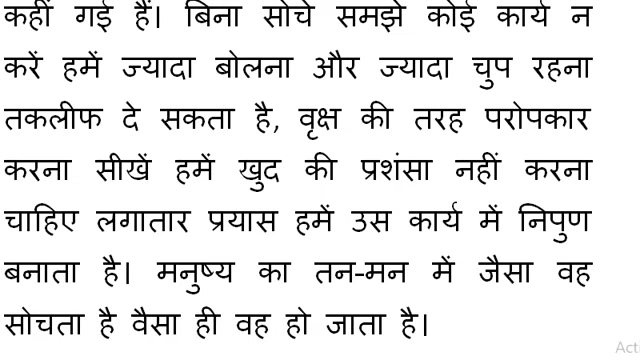 कहीं गई हैं। बिना सोचे समझे कोई कार्य न
करें हमें ज्यादा बोलना और ज्यादा चुप रहना
तकलीफ दे सकता है, वृक्ष की तरह परोपकार
करना सीखें हमें खुद की प्रशंसा नहीं करना
चाहिए लगातार प्रयास हमें उस कार्य में निपुण
बनाता है। मनुष्य का तन-मन में जैसा वह
सोचता है वैसा ही वह हो जाता है।
Acti